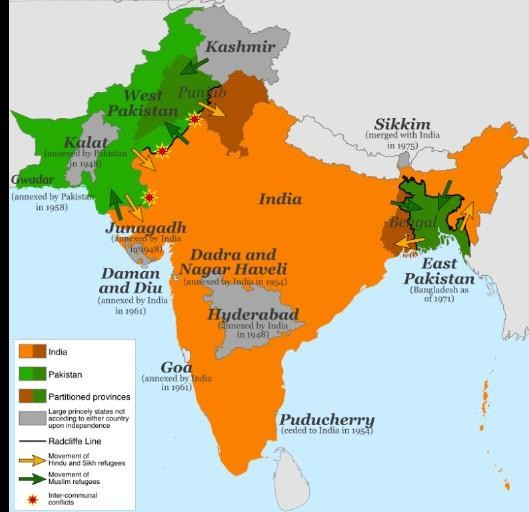 Kashmir
Punjab
West
Pakistan
Kalat
(annexed by Pakistan
in 1948)
Gwadar
(annexed by Pakistan
in 1958)
Sikkim
(merged with India
in 1975)
India
Bengal
East
Pakistan
(Bangladesh as
of 1971)
Junagadh
(annexed by India
in 1948)
Daman
and Diu
(annexed by India
in 1961)
Dadra and
Nagar Haveli
(annexed by India in 1954)
Hyderabad
(annexed by India
in 1948)
Goa
(annexed by India
in 1961)
Puducherry
(ceded to India in 1954)
India
Pakistan
Partitioned provinces
Large princely states not
acceding to either country
upon independence
Radcliffe Line
Movement of
Hindu and Sikh refugees
Movement of
Muslim refugees
Inter-communal
conflicts